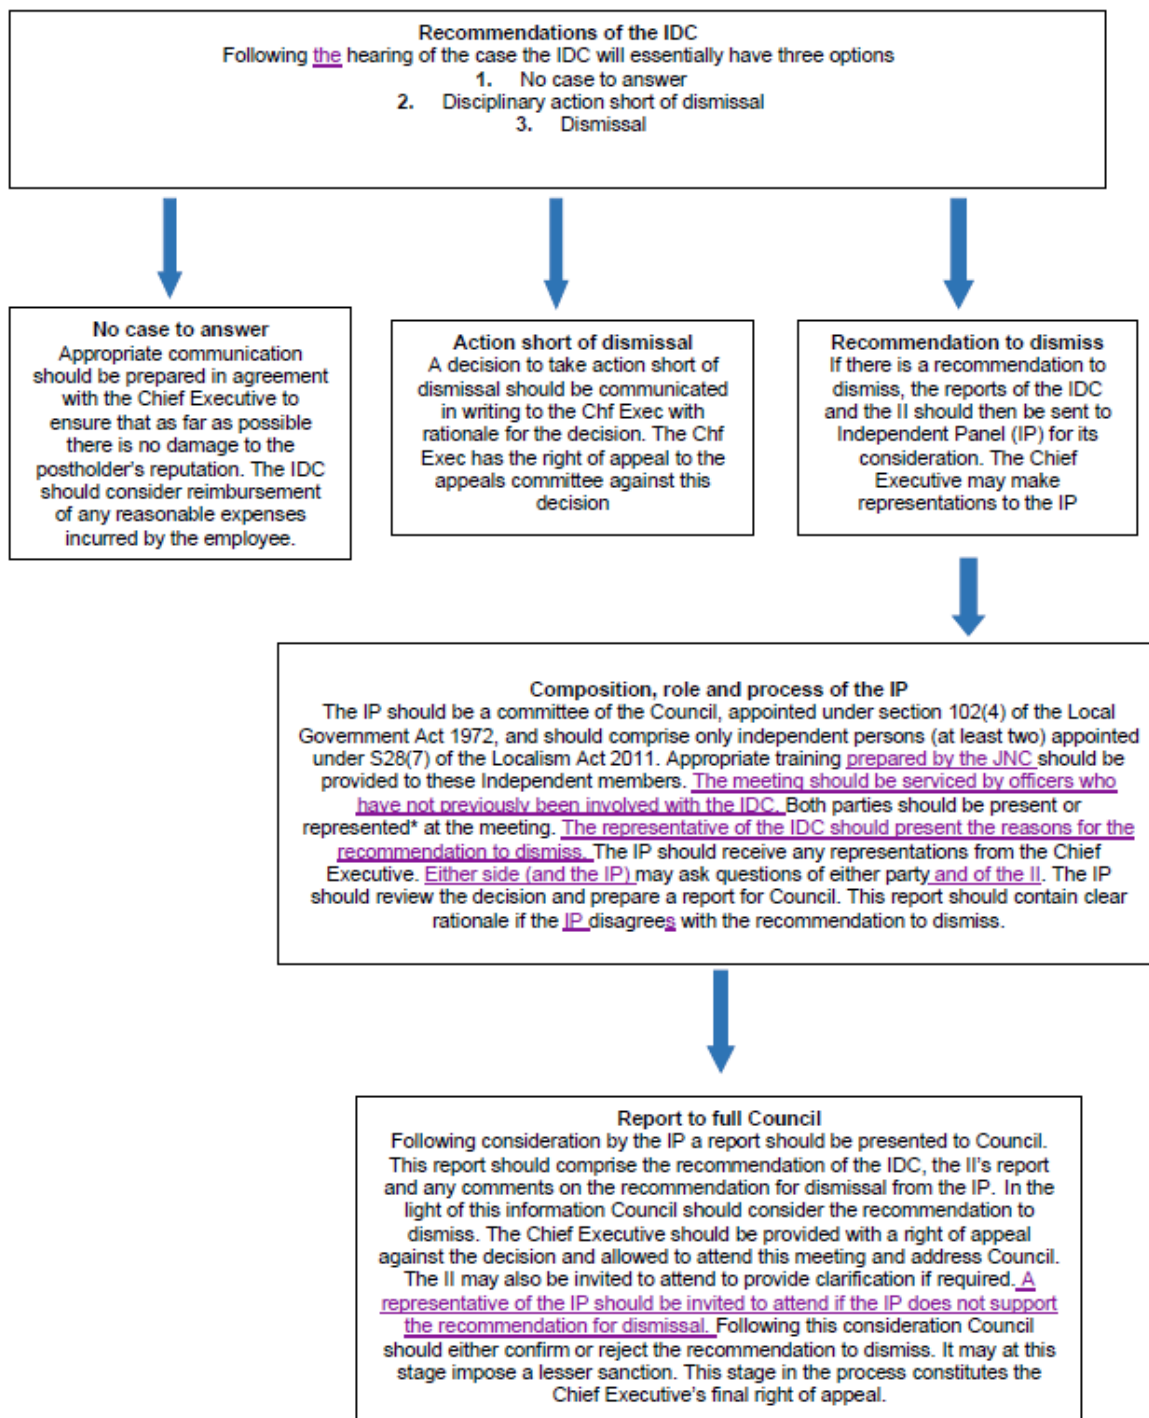 Recommendations of the IDC
Following the hearing of the case the IDC will essentially have three options
1. No case to answer
2. Disciplinary action short of dismissal
3. Dismissal
No case to answer
Appropriate communication
should be prepared in agreement
with the Chief Executive to
ensure that as far as possible
there is no damage to the
postholder's reputation. The IDC
should consider reimbursement
of any reasonable expenses
incurred by the employee.
Action short of dismissal
A decision to take action short of
dismissal should be communicated
in writing to the Chf Exec with
rationale for the decision. The Chf
Exec has the right of appeal to the
appeals committee against this
decision
Recommendation to dismiss
If there is a recommendation to
dismiss, the reports of the IDC
and the II should then be sent to
Independent Panel (IP) for its
consideration. The Chief
Executive may make
representations to the IP
Composition, role and process of the IP
The IP should be a committee of the Council, appointed under section 102(4) of the Local
Government Act 1972, and should comprise only independent persons (at least two) appointed
under S28(7) of the Localism Act 2011. Appropriate training prepared by the JNC should be
provided to these Independent members. The meeting should be serviced by officers who
have not previously been involved with the IDC. Both parties should be present or
represented* at the meeting. The representative of the IDC should present the reasons for the
recommendation to dismiss. The IP should receive any representations from the Chief
Executive. Either side (and the IP) may ask questions of either party and of the II. The IP
should review the decision and prepare a report for Council. This report should contain clear
rationale if the IP disagrees with the recommendation to dismiss.
Report to full Council
Following consideration by the IP a report should be presented to Council.
This report should comprise the recommendation of the IDC, the II's report
and any comments on the recommendation for dismissal from the IP. In the
light of this information Council should consider the recommendation to
dismiss. The Chief Executive should be provided with a right of appeal
against the decision and allowed to attend this meeting and address Council.
The II may also be invited to attend to provide clarification if required. A
representative of the IP should be invited to attend if the IP does not support
the recommendation for dismissal. Following this consideration Council
should either confirm or reject the recommendation to dismiss. It may at this
stage impose a lesser sanction. This stage in the process constitutes the
Chief Executive's final right of appeal.